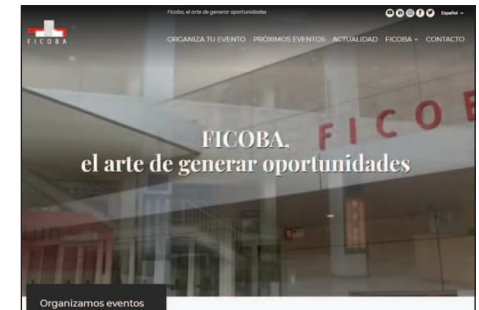 Ficoba, el arte de generar oportunidades
Español
FICOBA
ORGANIZA TU EVENTO PRÓXIMOS EVENTOS ACTUALIDAD FICOBA CONTACTO
FICOBA,
el arte de generar oportunidades
FICOB
Organizamos eventos